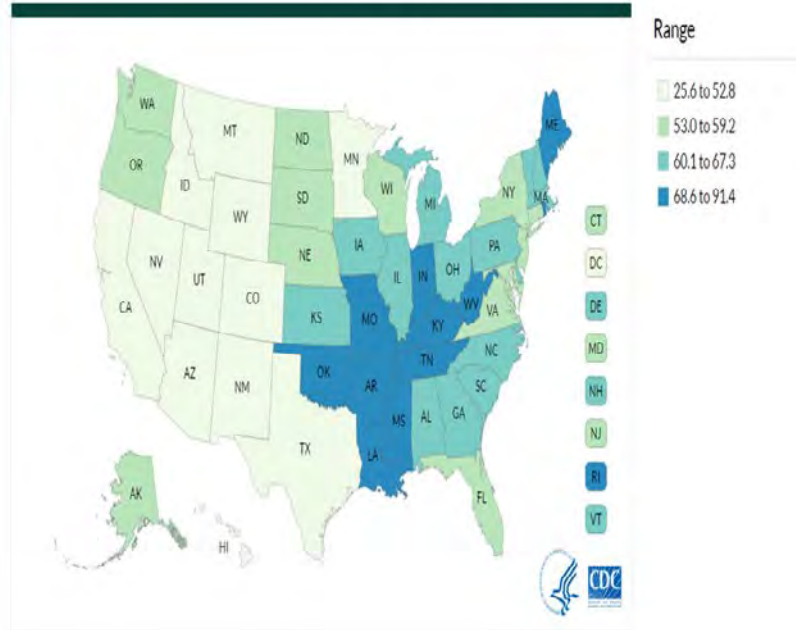 Range
25.6 to 52.8
53.0 to 59.2
60.1 to 67.3
68.6 to 91.4
WA
MT
ND
MN
ME
OR
ID
SD
WI
NY
MA
WY
MI
CT
NV
NE
IA
PA
UT
IL
IN
OH
DC
CA
CO
KS
MO
KY
WV
VA
DE
AZ
NM
OK
AR
TN
NC
MD
SC
NH
TX
LA
MS
AL
GA
NJ
AK
FL
RI
HI
VT
CDC